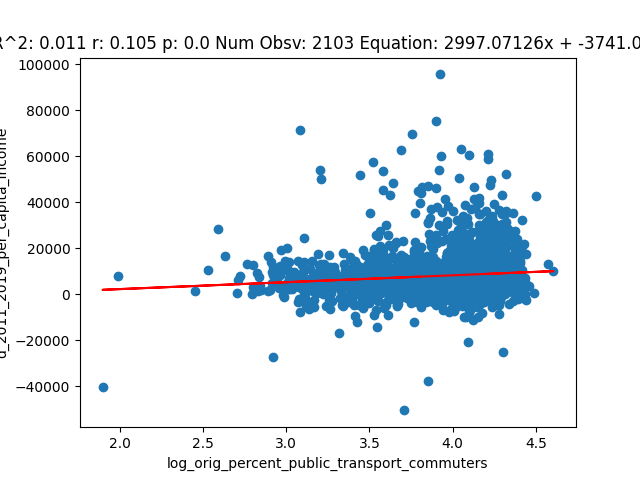 R^2: 0.011 r: 0.105 p: 0.0 Num Obsv: 2103 Equation: 2997.07126x + -3741.0
100000
80000
60000
40000
20000
0
−20000
−40000
d_2011_2019_per_capita_income
2.0 2.5 3.0 3.5 4.0 4.5
log_orig_percent_public_transport_commuters